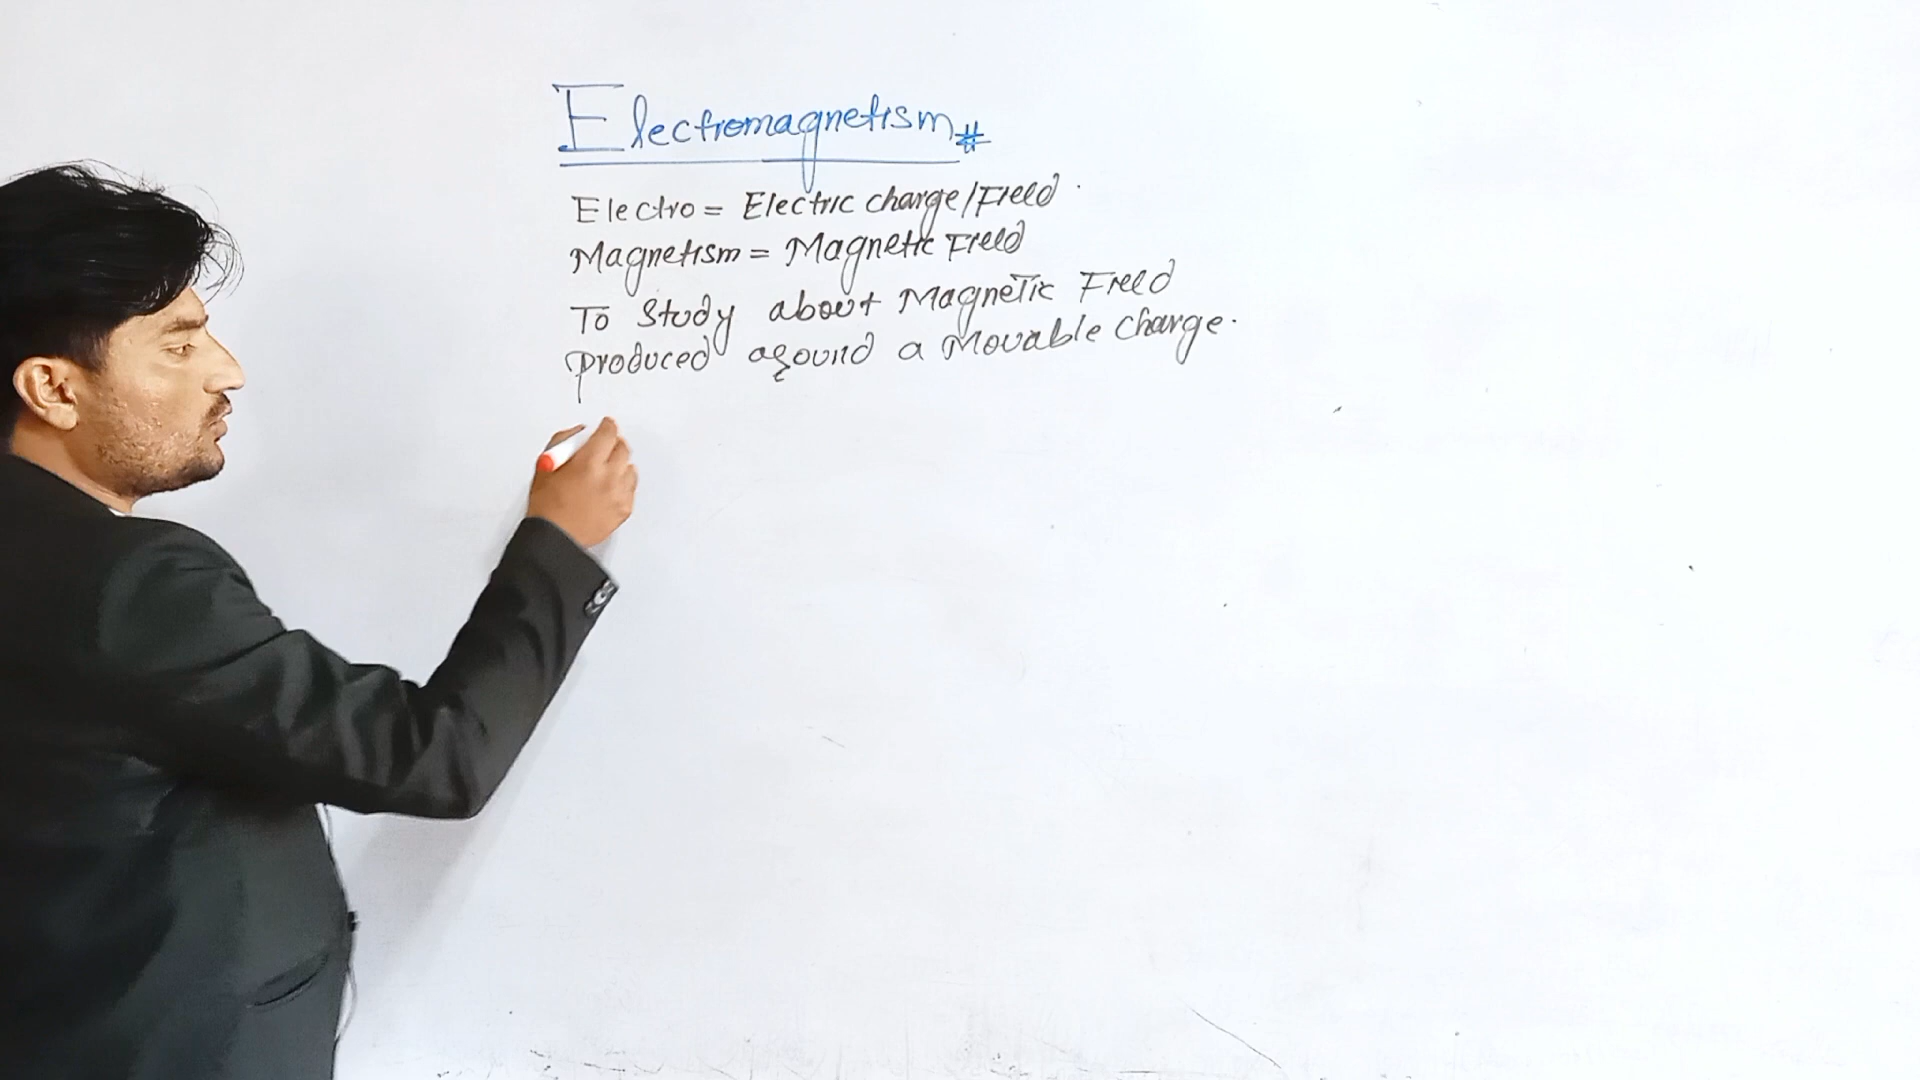 Electromagnetism #
Electro = Electric charge/Field.
Magnetism = Magnetic Field
To Study about Magnetic Field
produced around a Movable charge.